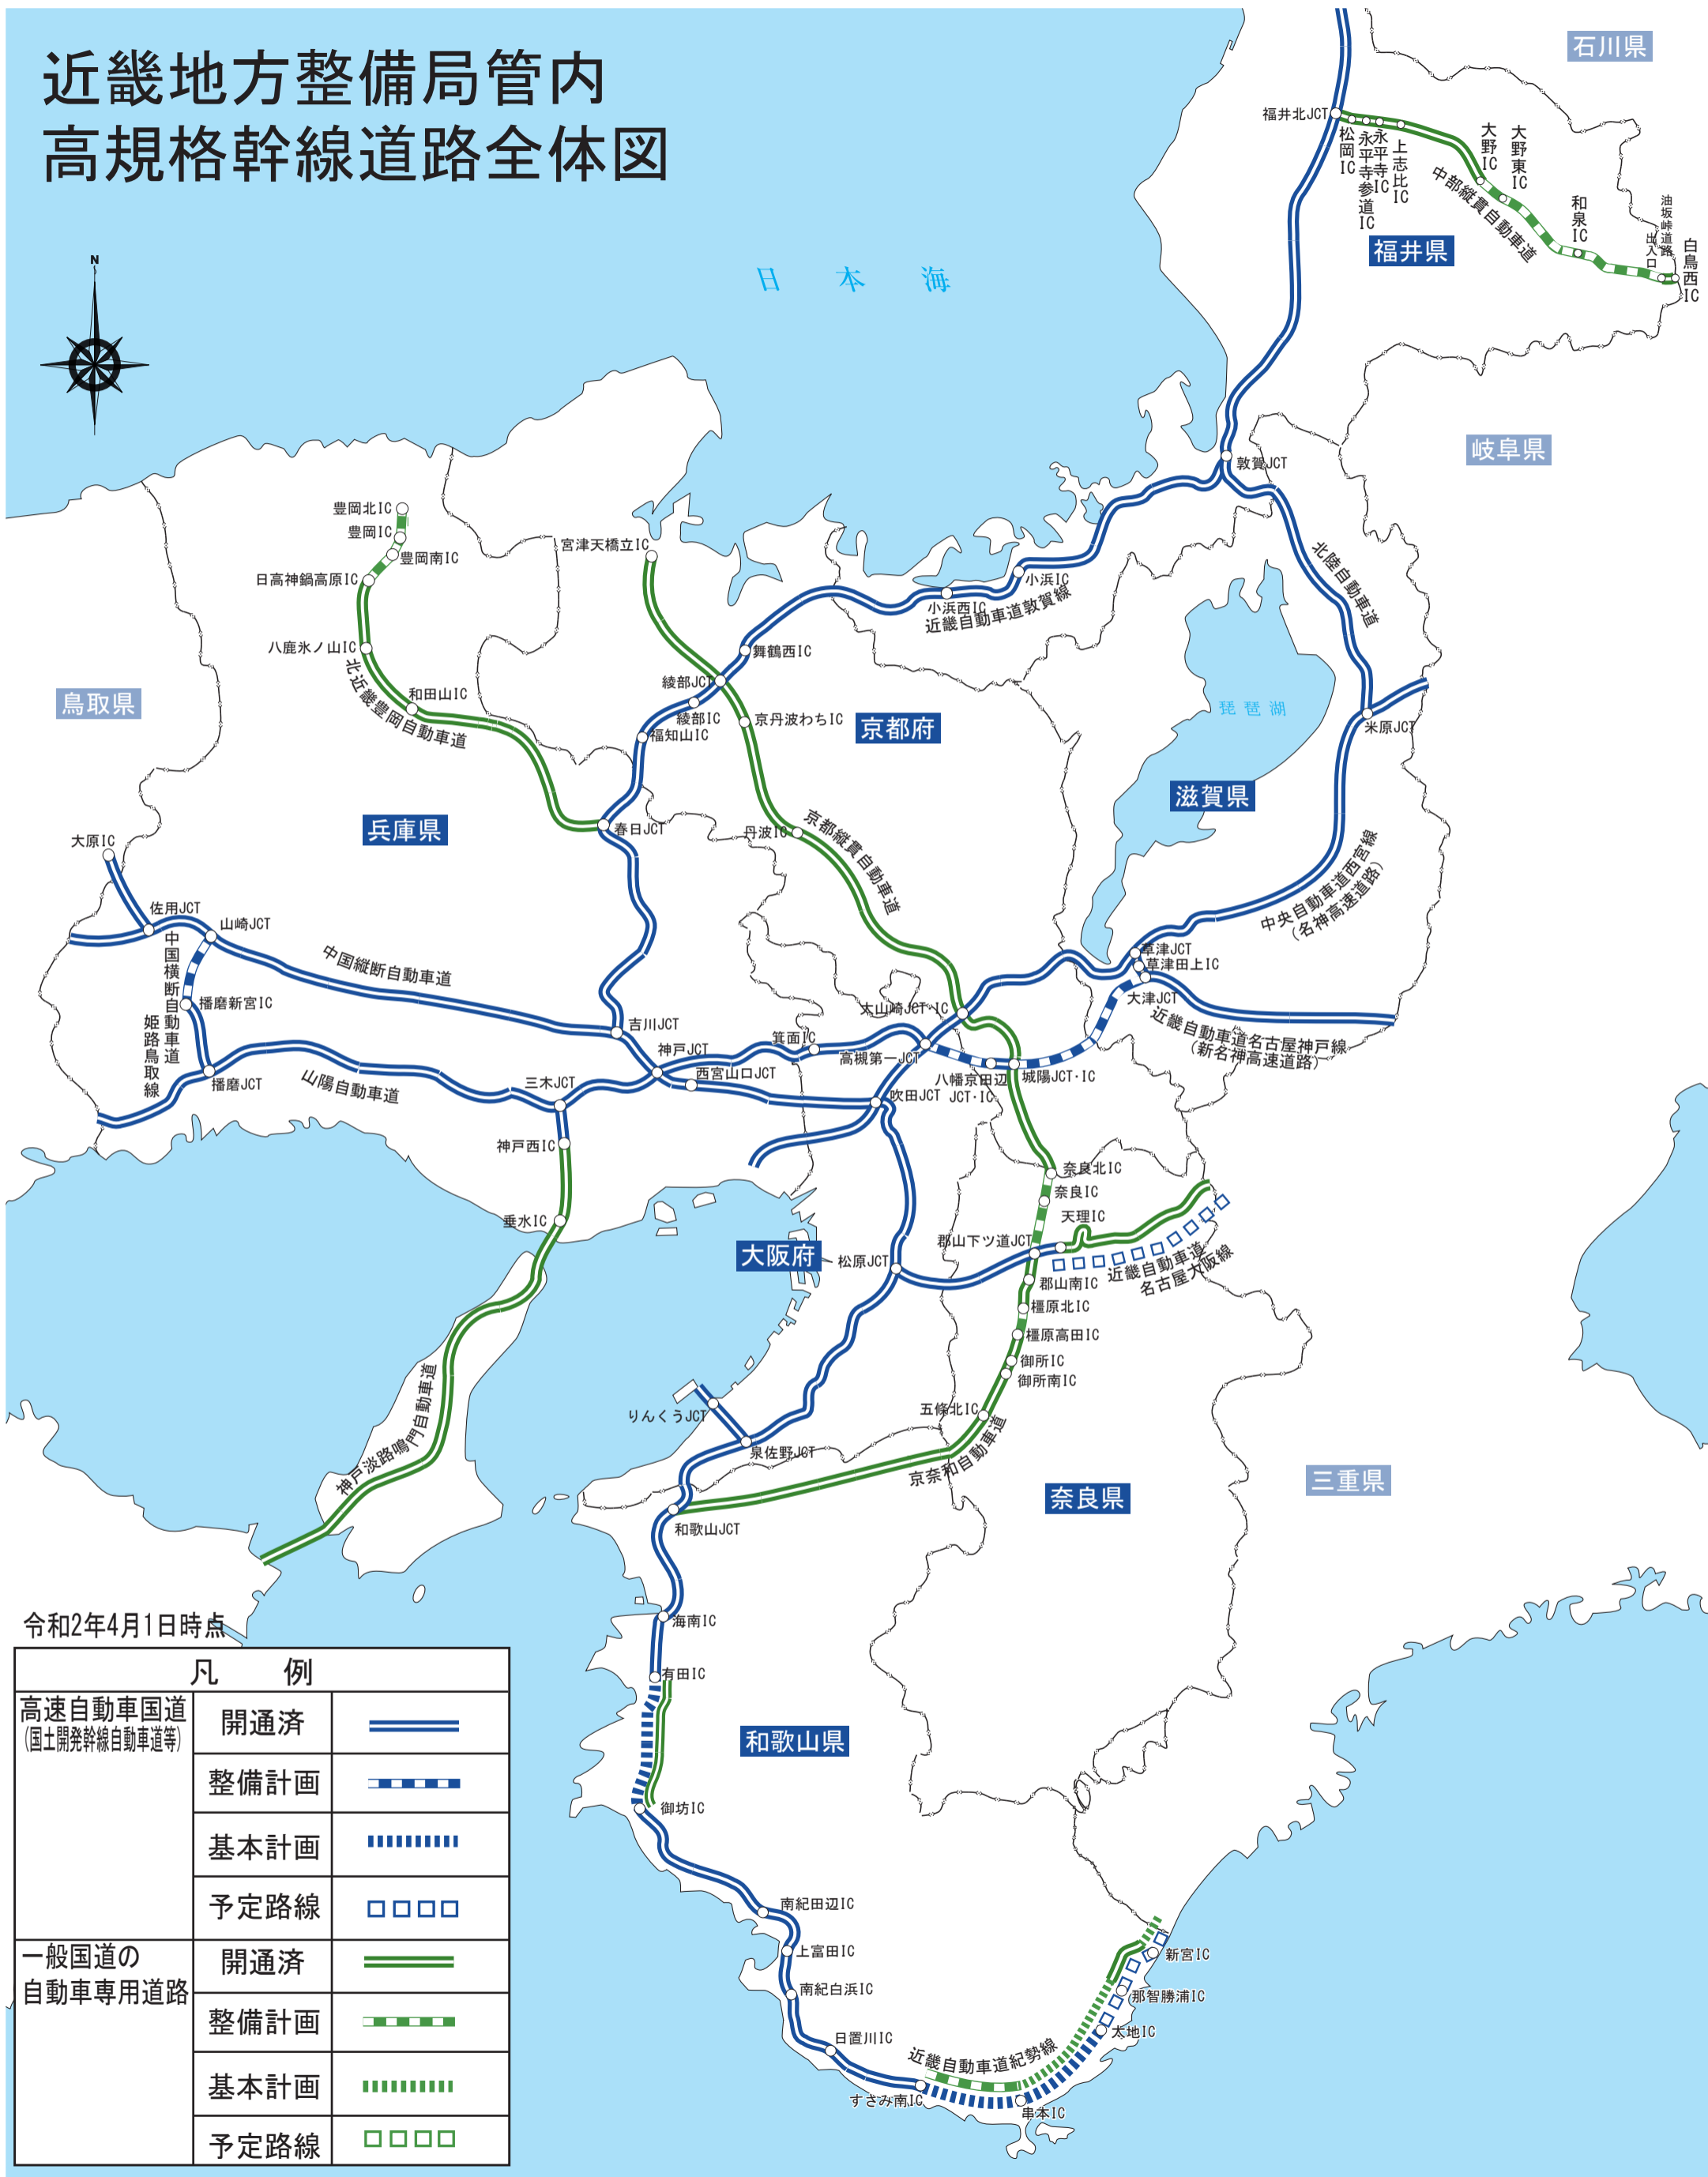 近畿地方整備局管内
高規格幹線道路全体図
N
日本海
石川県
福井北JCT
松岡IC
永平寺参道IC
永平寺IC
上志比IC
大野IC
大野東IC
中部縦貫自動車道
和泉IC
油坂峠道路
出入口
白鳥西IC
福井県
岐阜県
敦賀JCT
北陸自動車道
小浜IC
小浜西IC
近畿自動車道敦賀線
豊岡北IC
豊岡IC
豊岡南IC
日高神鍋高原IC
八鹿氷ノ山IC
和田山IC
北近畿豊岡自動車道
宮津天橋立IC
舞鶴西IC
綾部JCT
綾部IC
福知山IC
京丹波わちIC
京都府
琵琶湖
米原JCT
鳥取県
滋賀県
兵庫県
春日JCT
丹波IC
京都縦貫自動車道
中央自動車道西宮線
（名神高速道路）
大原IC
佐用JCT
山崎JCT
中国縦断自動車道
中国横断自動車道
姫路鳥取線
播磨新宮IC
播磨JCT
山陽自動車道
吉川JCT
神戸JCT
西宮山口JCT
箕面IC
三木JCT
神戸西IC
垂水IC
大山崎JCT･IC
高槻第一JCT
八幡京田辺
JCT･IC
城陽JCT･IC
吹田JCT
草津JCT
草津田上IC
大津JCT
近畿自動車道名古屋神戸線
（新名神高速道路）
奈良北IC
奈良IC
天理IC
郡山下ツ道JCT
近畿自動車道
名古屋大阪線
大阪府
松原JCT
郡山南IC
橿原北IC
橿原高田IC
御所IC
御所南IC
五條北IC
京奈和自動車道
りんくうJCT
泉佐野JCT
神戸淡路鳴門自動車道
奈良県
三重県
和歌山JCT
海南IC
有田IC
和歌山県
御坊IC
南紀田辺IC
上富田IC
南紀白浜IC
日置川IC
すさみ南IC
近畿自動車道紀勢線
串本IC
太地IC
那智勝浦IC
新宮IC
令和2年4月1日時点
凡例
高速自動車国道
(国土開発幹線自動車道等)
開通済
整備計画
基本計画
予定路線
一般国道の
自動車専用道路
開通済
整備計画
基本計画
予定路線